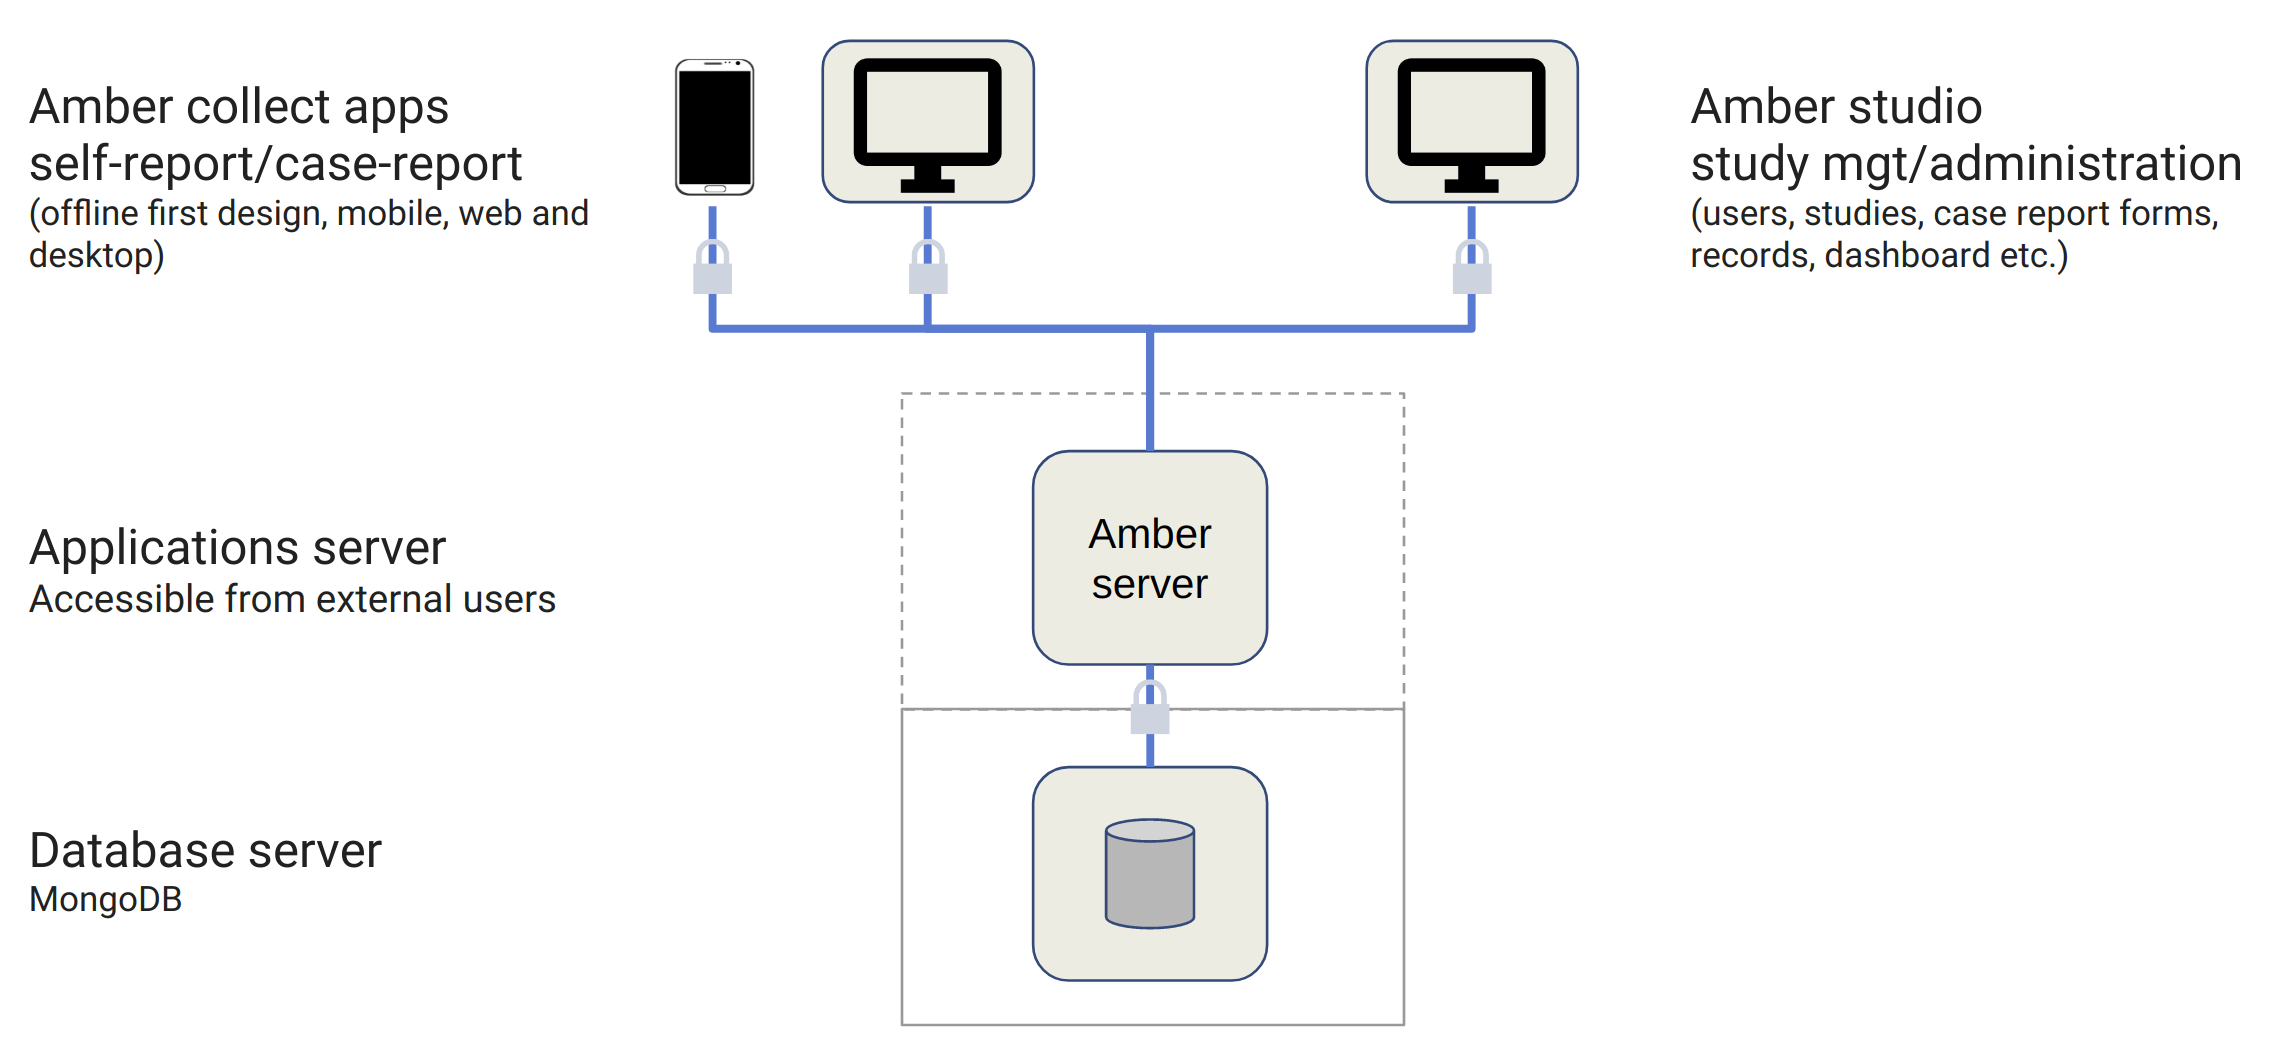 Amber collect apps
self-report/case-report
(offline first design, mobile, web and
desktop)
Amber studio
study mgt/administration
(users, studies, case report forms,
records, dashboard etc.)
Applications server
Accessible from external users
Amber
server
Database server
MongoDB